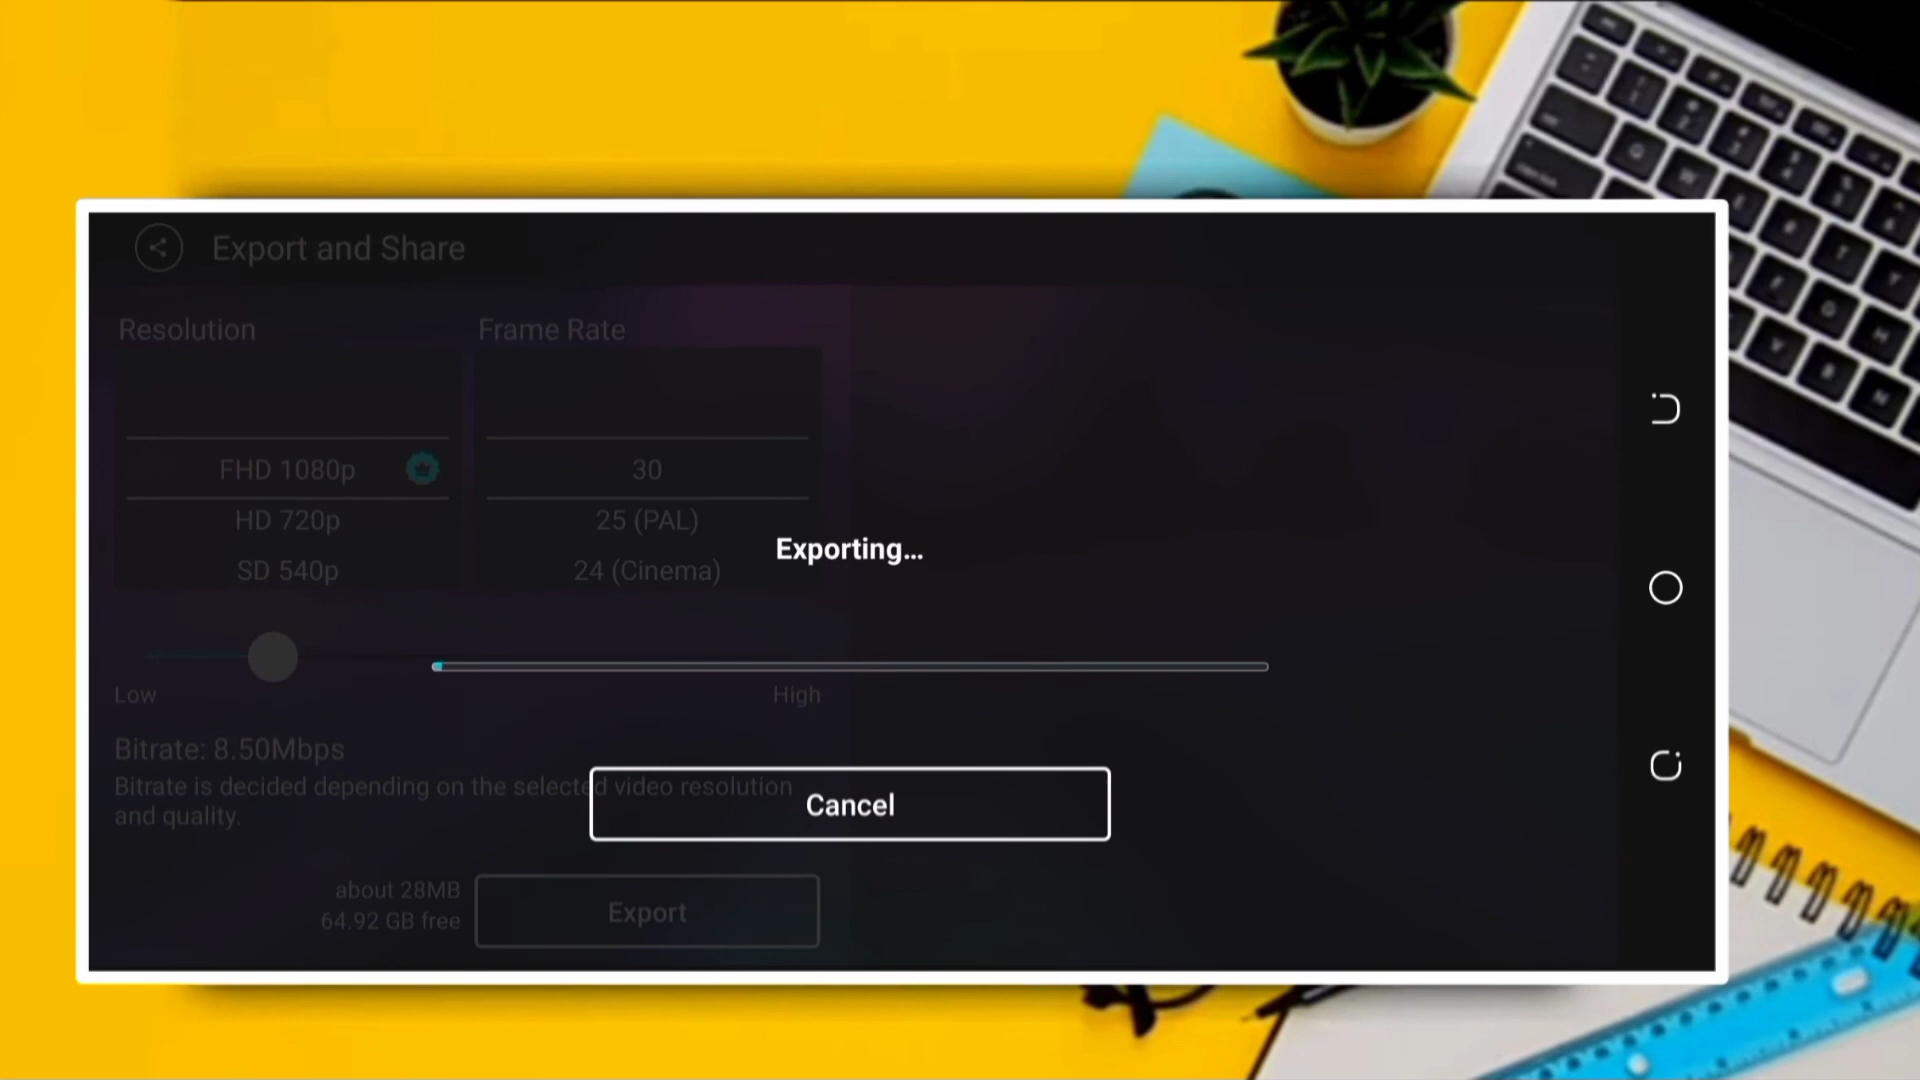 Export and Share
Resolution
Frame Rate
FHD 1080p
30
HD 720p
25 (PAL)
SD 540p
24 (Cinema)
Exporting...
Low
High
Bitrate: 8.50Mbps
Bitrate is decided depending on the selected video resolution
and quality.
Cancel
about 28MB
64.92 GB free
Export